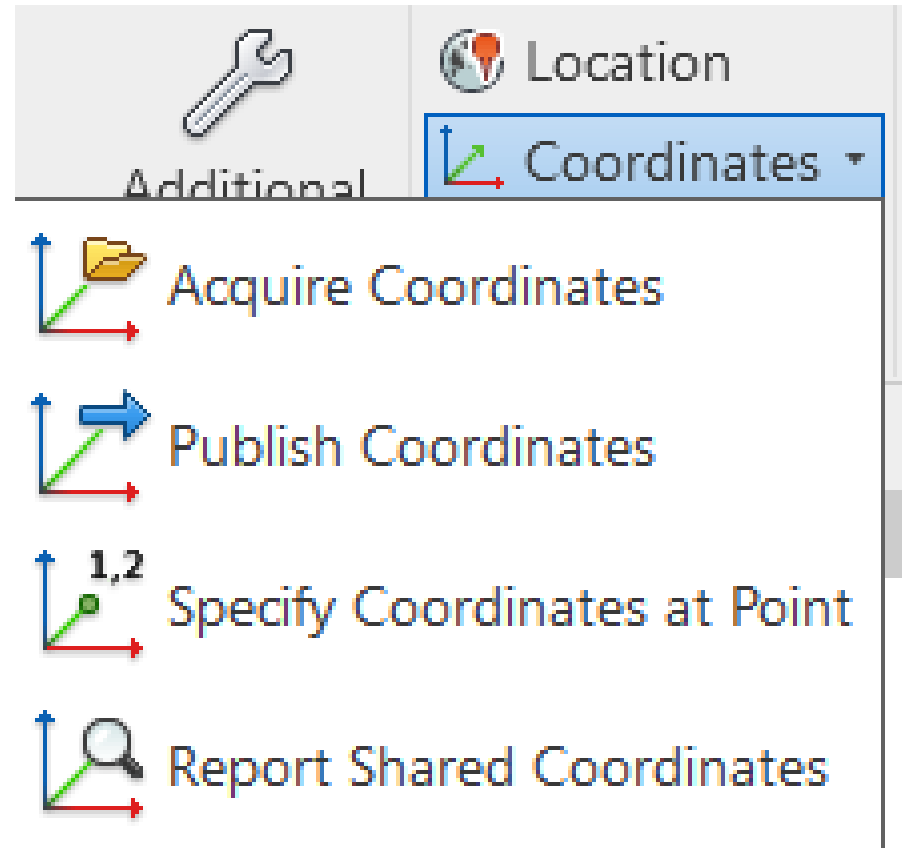 Location
Coordinates
Additional
Acquire Coordinates
Publish Coordinates
1,2
Specify Coordinates at Point
Report Shared Coordinates